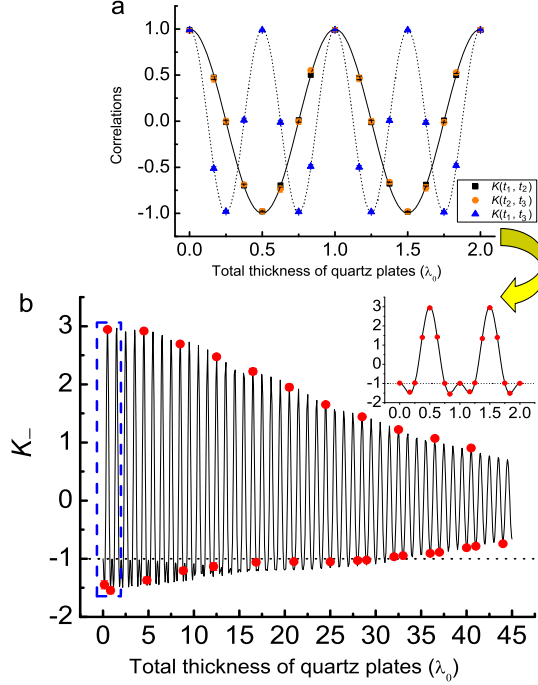 a
1.0
0.5
0.0
-0.5
-1.0
Correlations
K(t₁, t₂)
K(t₂, t₃)
K(t₁, t₃)
0.0 0.5 1.0 1.5 2.0
Total thickness of quartz plates (λ₀)
b
3
2
1
0
-1
-2
K₋
3
2
1
0
-1
-2
0.0 0.5 1.0 1.5 2.0
0 5 10 15 20 25 30 35 40 45
Total thickness of quartz plates (λ₀)